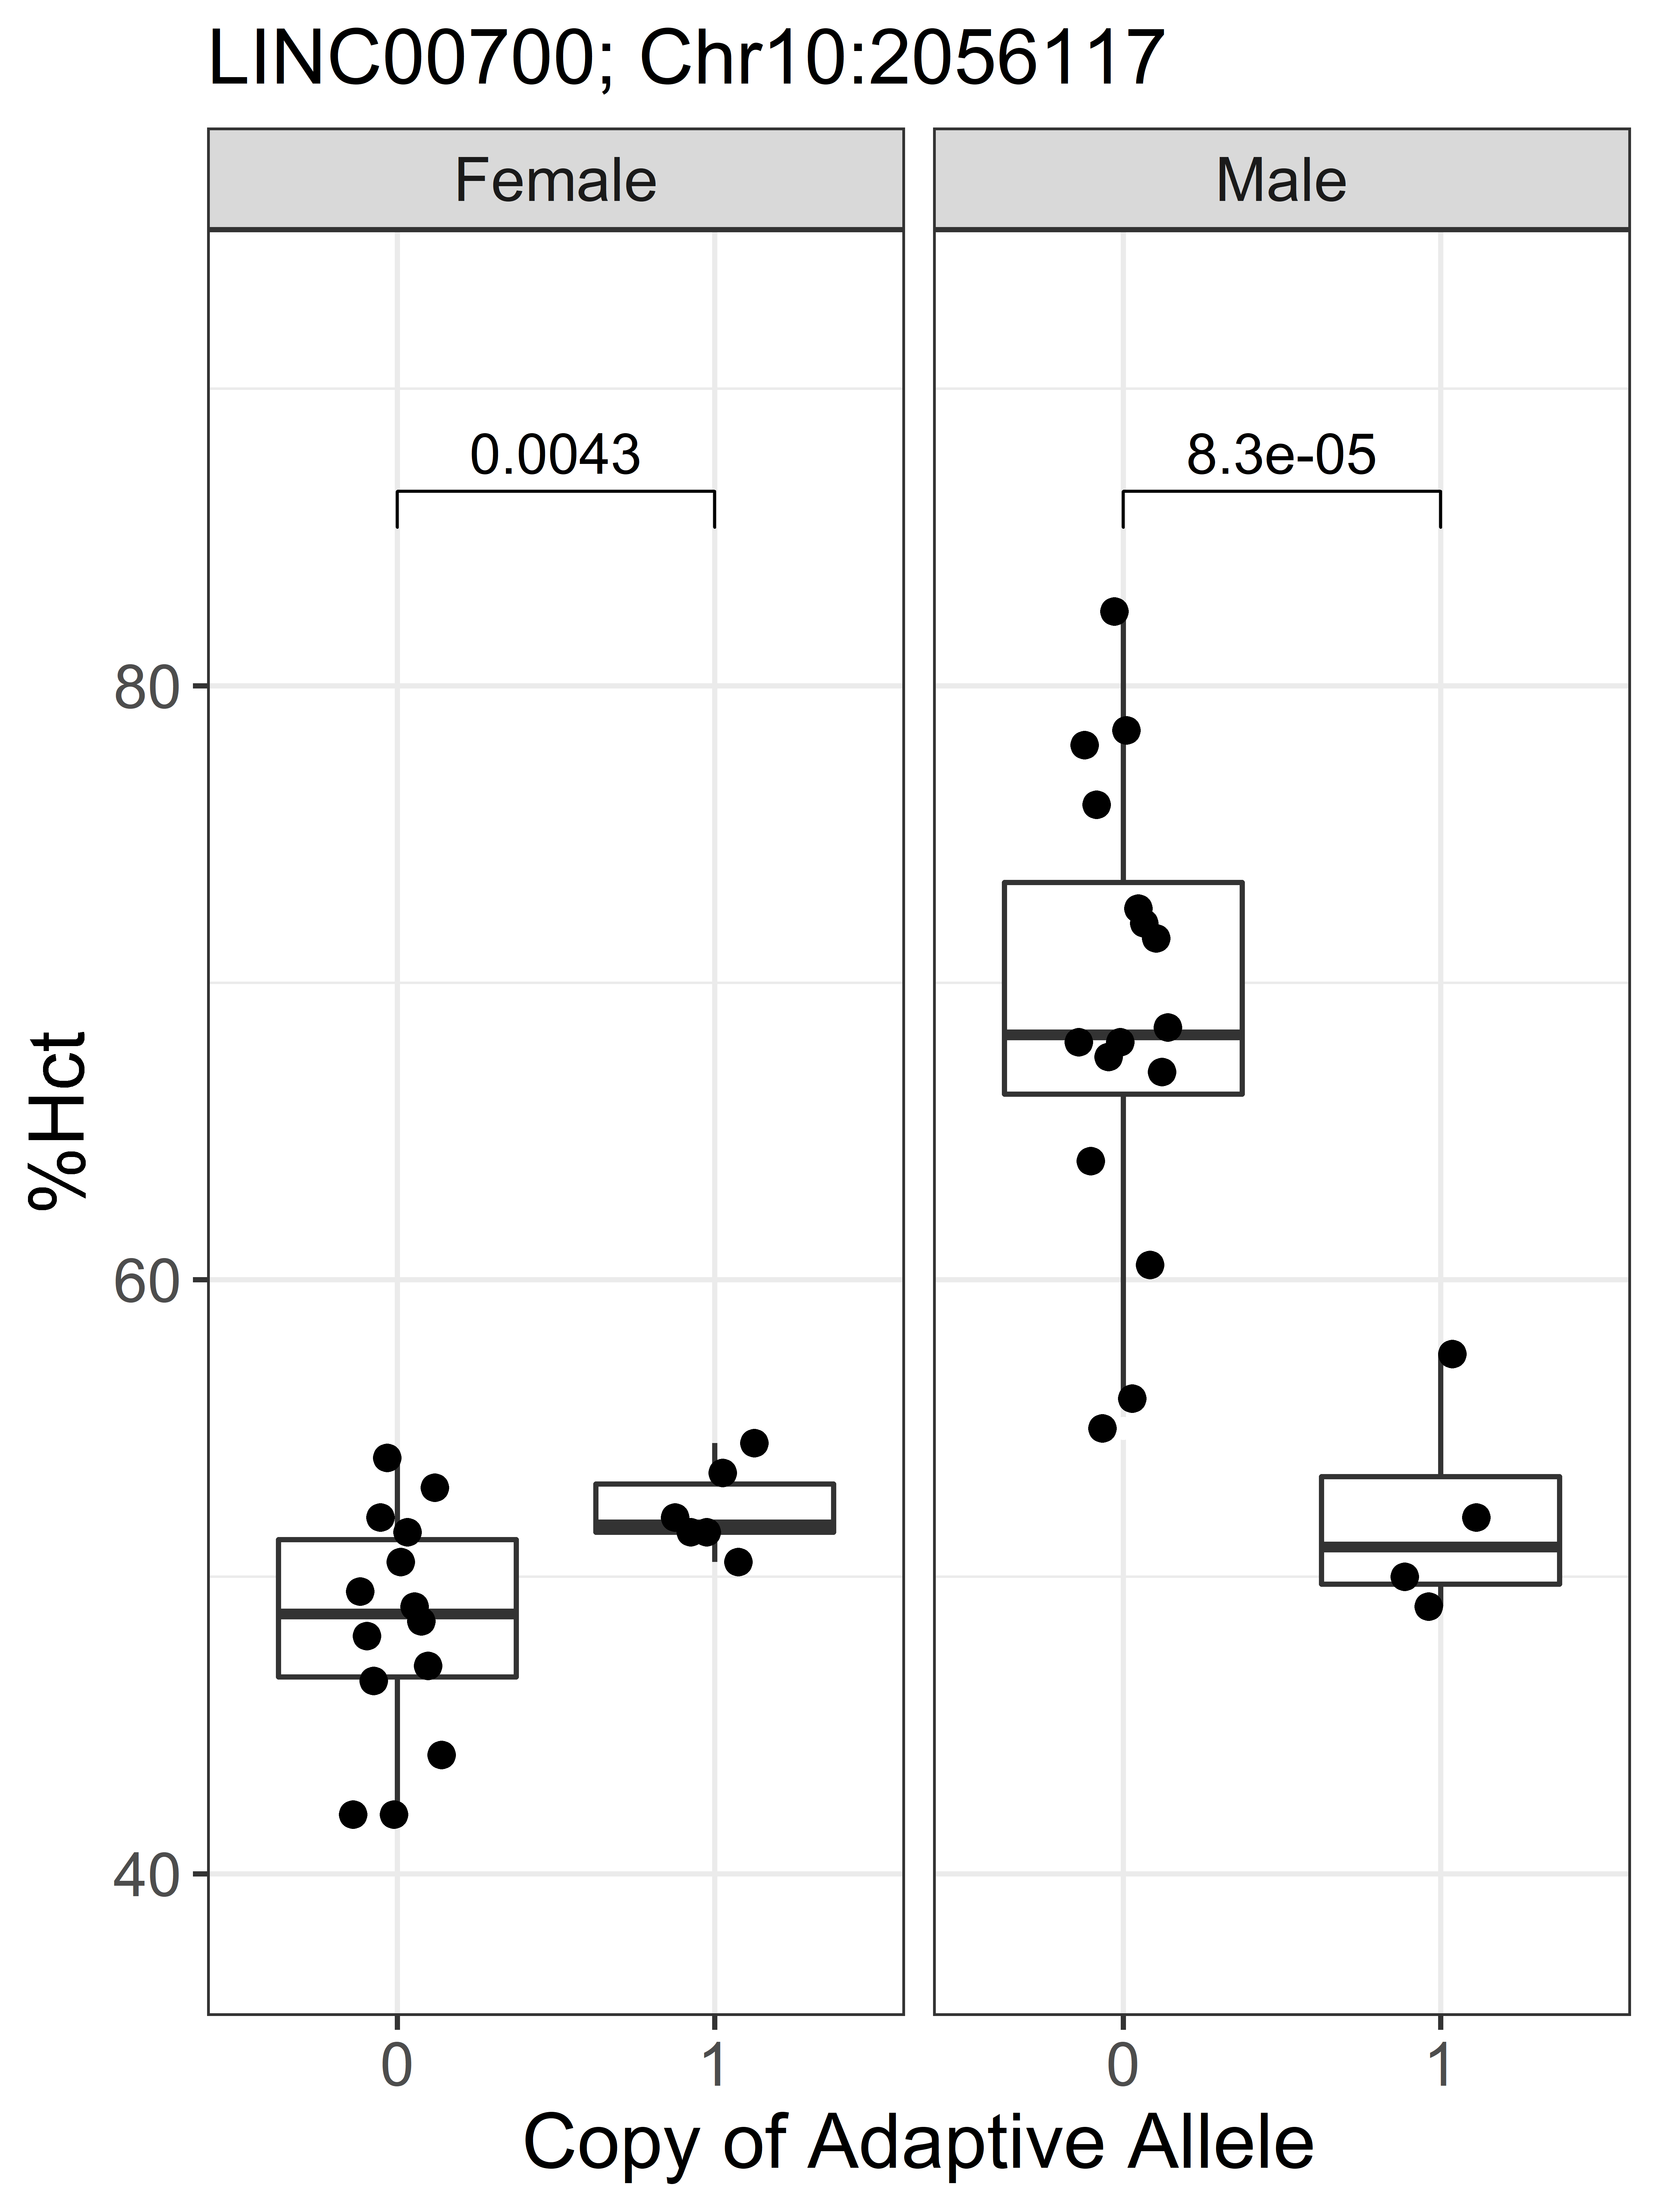 LINC00700; Chr10:2056117
Female
Male
0.0043
8.3e-05
80
60
40
%Hct
0
1
0
1
Copy of Adaptive Allele